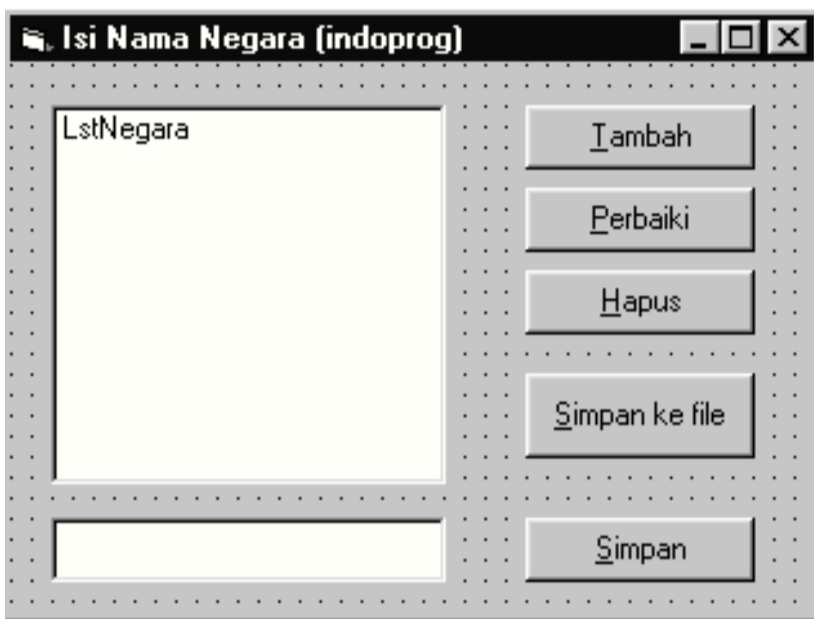 Isi Nama Negara (indoprog)
LstNegara
Tambah
Perbaiki
Hapus
Simpan ke file
Simpan